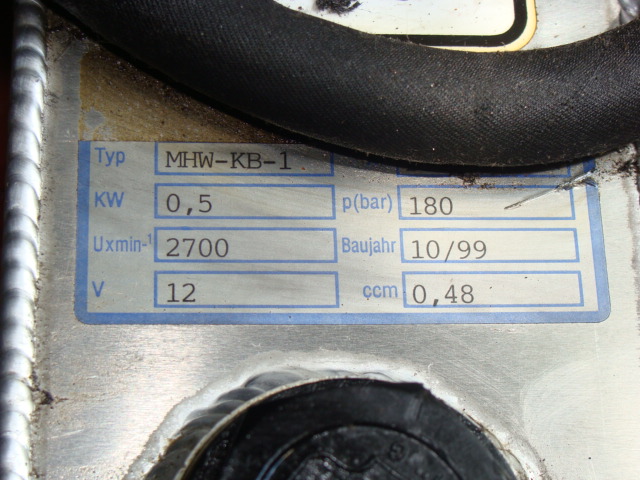 Typ MHW-KB-1
KW 0,5 p(bar) 180
Uxmin-¹ 2700 Baujahr 10/99
V 12 ccm 0,48